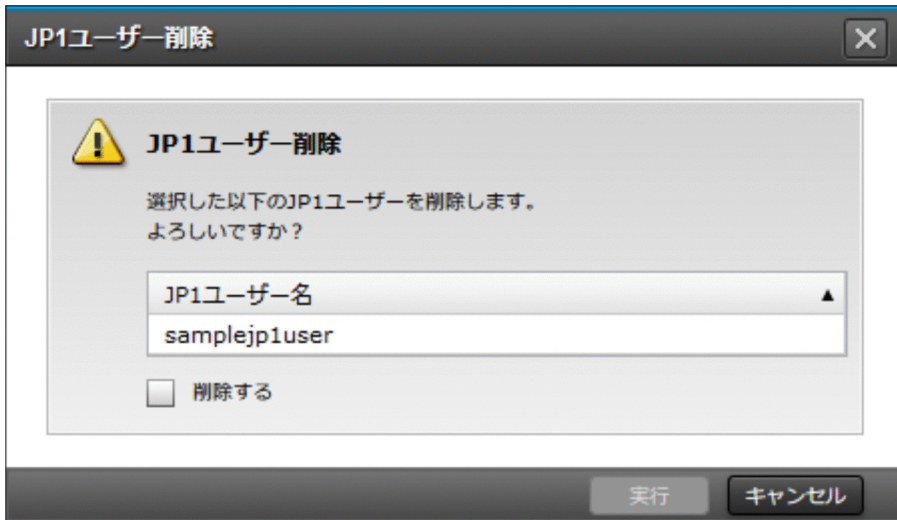 JP1ユーザー削除
JP1ユーザー削除
選択した以下のJP1ユーザーを削除します。
よろしいですか？
JP1ユーザー名 ▲
samplejp1user
削除する
実行 キャンセル